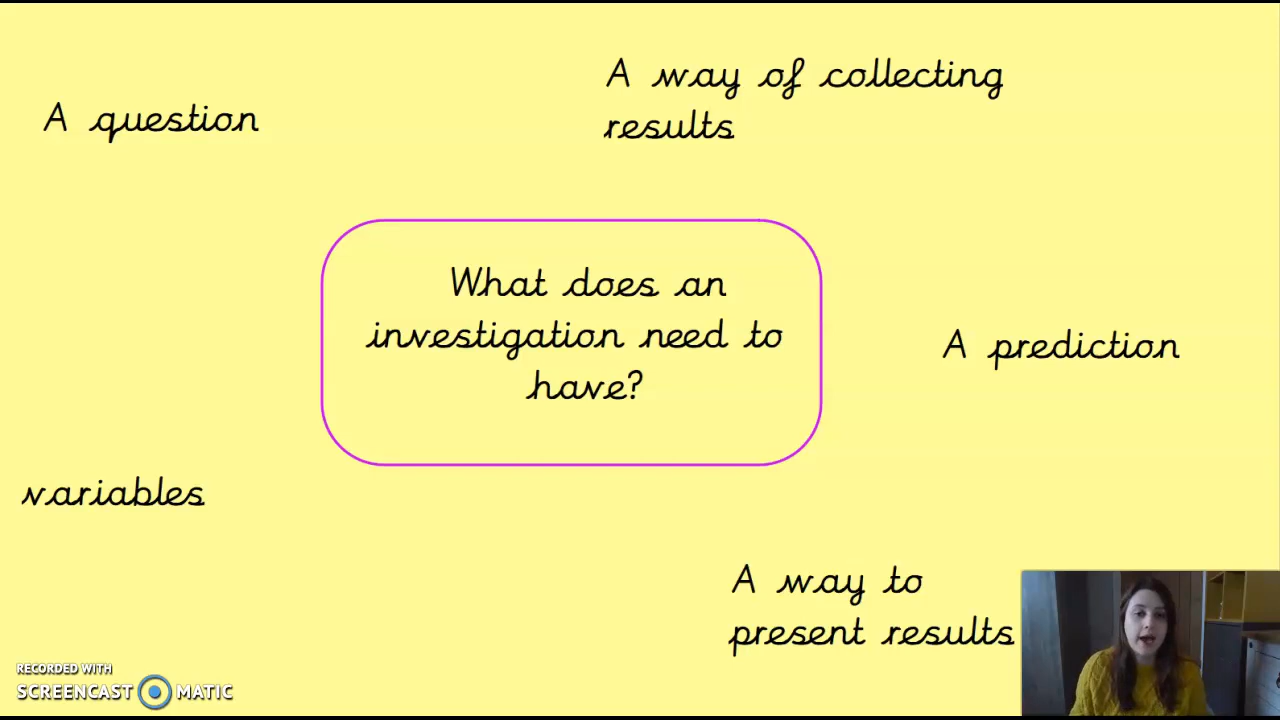 A question
A way of collecting
results
What does an
investigation need to
have?
A prediction
variables
A way to
present results
RECORDED WITH
SCREENCAST MATIC